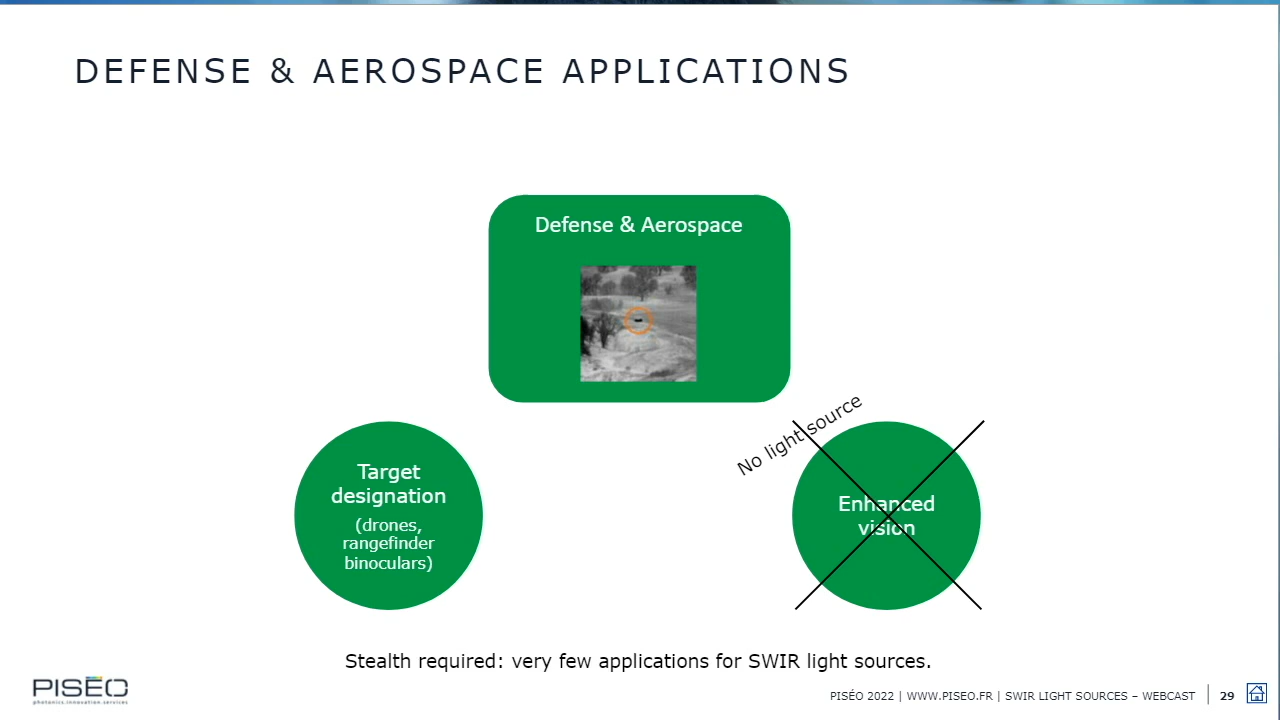 DEFENSE & AEROSPACE APPLICATIONS
Defense & Aerospace
No light source
Target
designation
(drones,
rangefinder
binoculars)
Enhanced
vision
Stealth required: very few applications for SWIR light sources.
PISEO
photonics.innovation.services
PISÉO 2022 | WWW.PISEO.FR | SWIR LIGHT SOURCES – WEBCAST
29